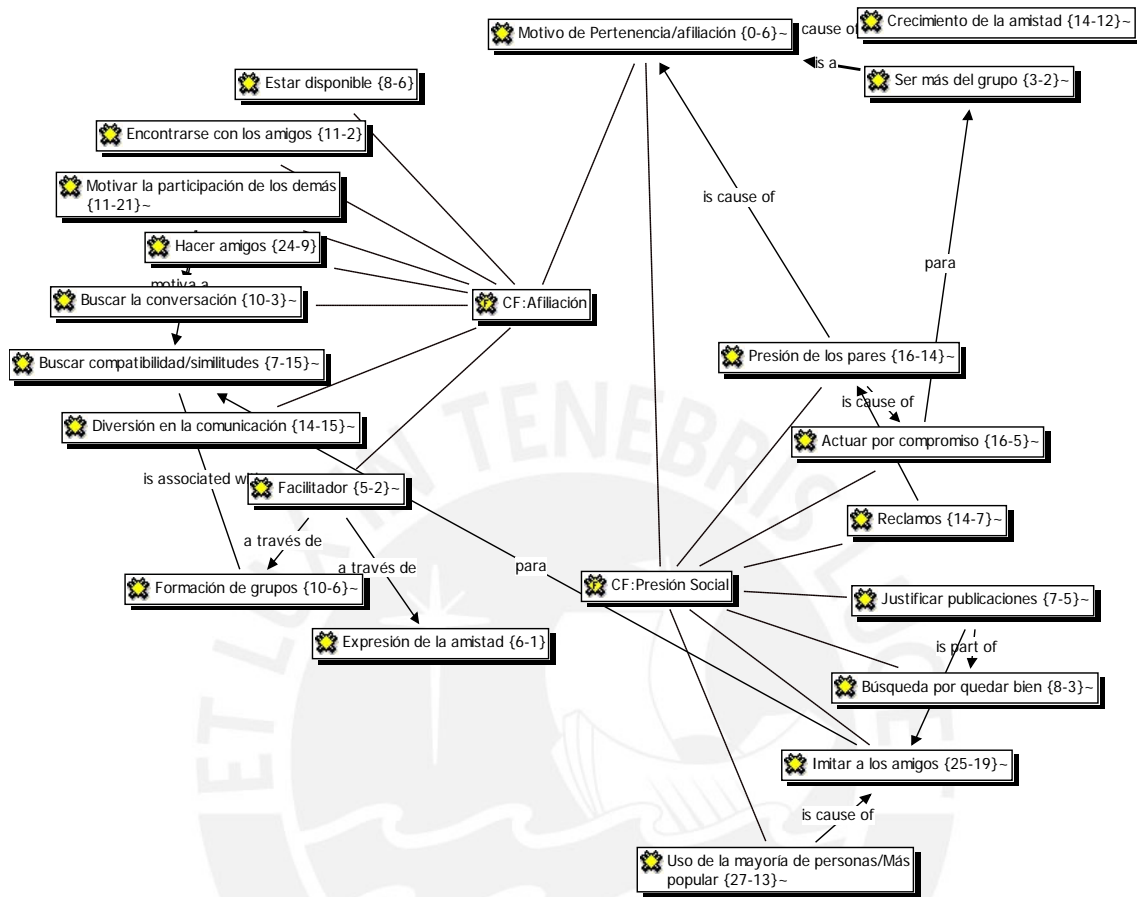 Motivo de Pertenencia/afiliación {0-6}~
cause of
Crecimiento de la amistad {14-12}~
is a
Ser más del grupo {3-2}~
Estar disponible {8-6}
Encontrarse con los amigos {11-2}
Motivar la participación de los demás
{11-21}~
is cause of
Hacer amigos {24-9}
para
motiva a
Buscar la conversación {10-3}~
CF:Afiliación
Presión de los pares {16-14}~
Buscar compatibilidad/similitudes {7-15}~
is cause of
Diversión en la comunicación {14-15}~
Actuar por compromiso {16-5}~
is associated w
Facilitador {5-2}~
Reclamos {14-7}~
a través de
a través de
para
Formación de grupos {10-6}~
CF:Presión Social
Justificar publicaciones {7-5}~
Expresión de la amistad {6-1}
is part of
Búsqueda por quedar bien {8-3}~
Imitar a los amigos {25-19}~
is cause of
Uso de la mayoría de personas/Más
popular {27-13}~
ET LUX IN TENEBRIS LUCET